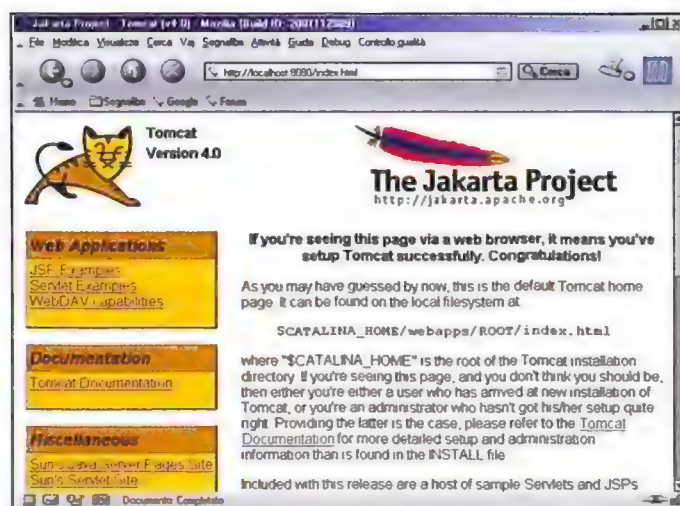 Jakarta Project - Tomcat (v4.0) - Mozilla {Build ID: 2001112009}
File Modifica Visualizza Cerca Vai Segnalibri Attività Guida Debug Controllo qualità
http://localhost:8080/index.html
Cerca
Home Segnalibri Google Forum
Tomcat
Version 4.0
The Jakarta Project
http://jakarta.apache.org
Web Applications
JSP Examples
Servlet Examples
WebDAV capabilities
Documentation
Tomcat Documentation
Miscellaneous
Sun's Java Server Pages Site
Sun's Servlet Site
If you're seeing this page via a web browser, it means you've
setup Tomcat successfully. Congratulations!
As you may have guessed by now, this is the default Tomcat home
page. It can be found on the local filesystem at:
$CATALINA_HOME/webapps/ROOT/index.html
where "$CATALINA_HOME" is the root of the Tomcat installation
directory. If you're seeing this page, and you don't think you should be,
then either you're either a user who has arrived at new installation of
Tomcat, or you're an administrator who hasn't got his/her setup quite
right. Providing the latter is the case, please refer to the Tomcat
Documentation for more detailed setup and administration
information than is found in the INSTALL file.
Included with this release are a host of sample Servlets and JSPs
Documento: Completato